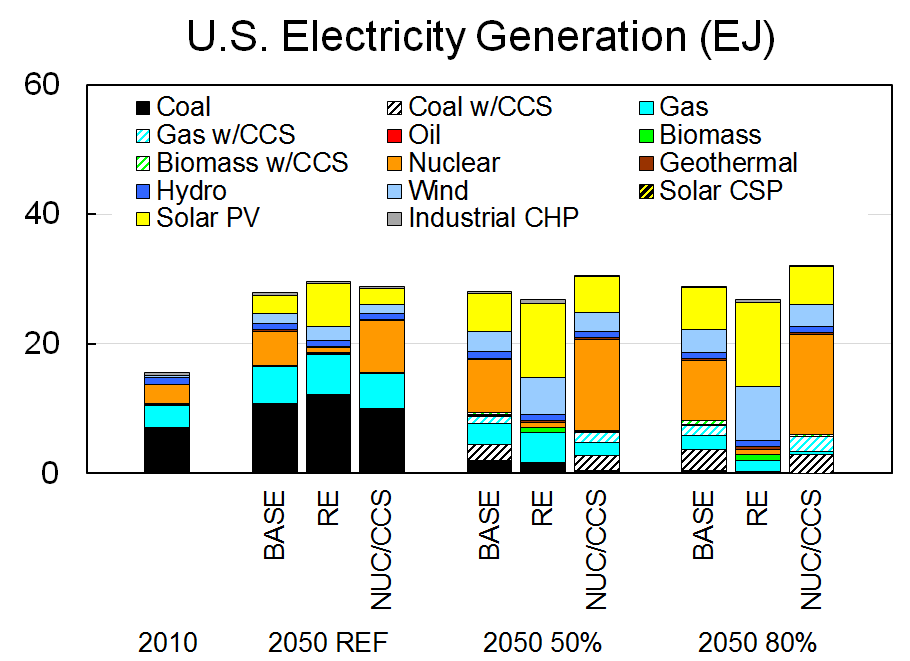 U.S. Electricity Generation (EJ)
60
Coal Coal w/CCS Gas
Gas w/CCS Oil Biomass
Biomass w/CCS Nuclear Geothermal
Hydro Wind Solar CSP
40 Solar PV Industrial CHP
20
0
BASE RE NUC/CCS BASE RE NUC/CCS BASE RE NUC/CCS
2010 2050 REF 2050 50% 2050 80%